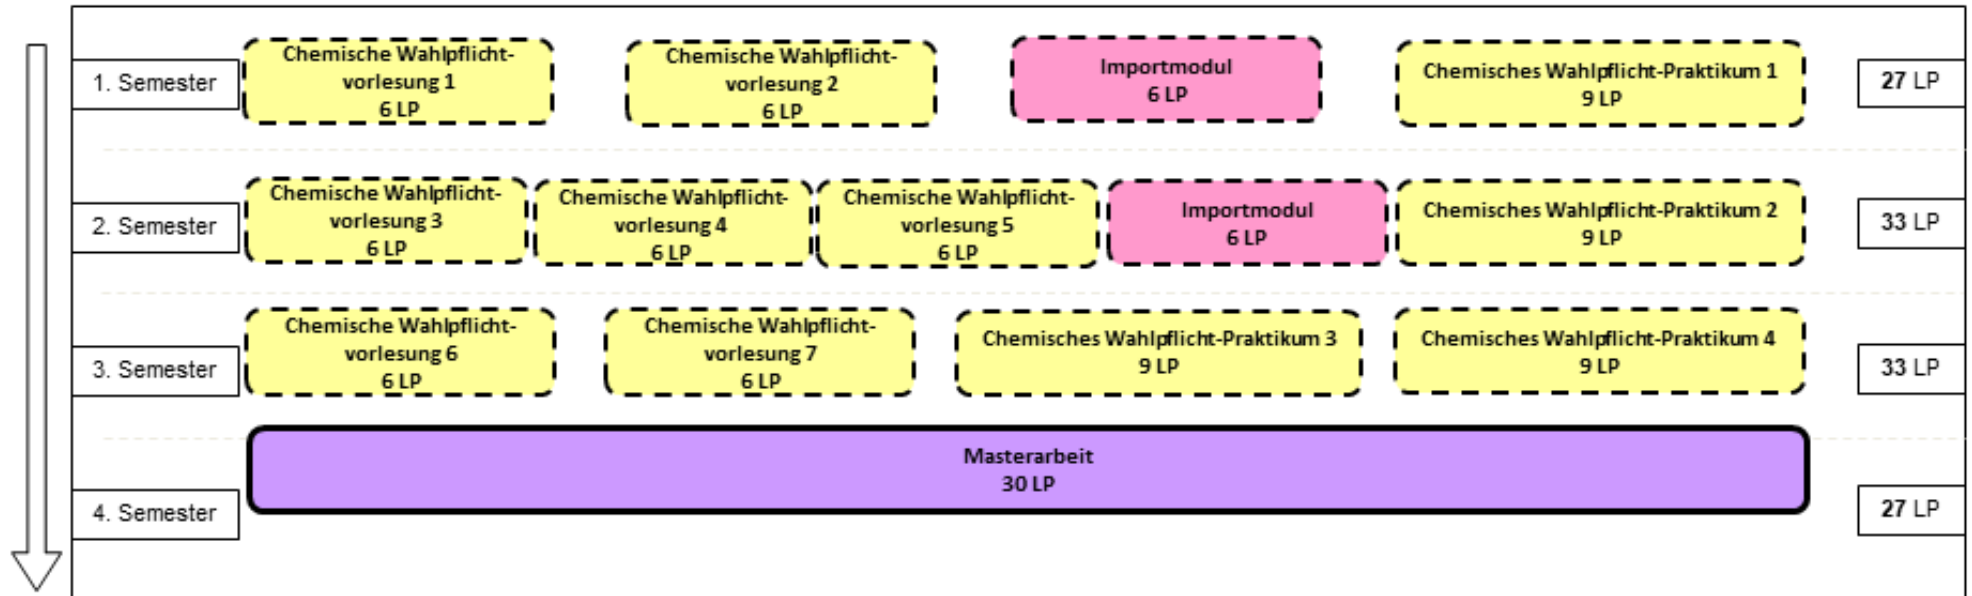 1. Semester
Chemische Wahlpflicht-
vorlesung 1
6 LP
Chemische Wahlpflicht-
vorlesung 2
6 LP
Importmodul
6 LP
Chemisches Wahlpflicht-Praktikum 1
9 LP
27 LP
2. Semester
Chemische Wahlpflicht-
vorlesung 3
6 LP
Chemische Wahlpflicht-
vorlesung 4
6 LP
Chemische Wahlpflicht-
vorlesung 5
6 LP
Importmodul
6 LP
Chemisches Wahlpflicht-Praktikum 2
9 LP
33 LP
3. Semester
Chemische Wahlpflicht-
vorlesung 6
6 LP
Chemische Wahlpflicht-
vorlesung 7
6 LP
Chemisches Wahlpflicht-Praktikum 3
9 LP
Chemisches Wahlpflicht-Praktikum 4
9 LP
33 LP
4. Semester
Masterarbeit
30 LP
27 LP